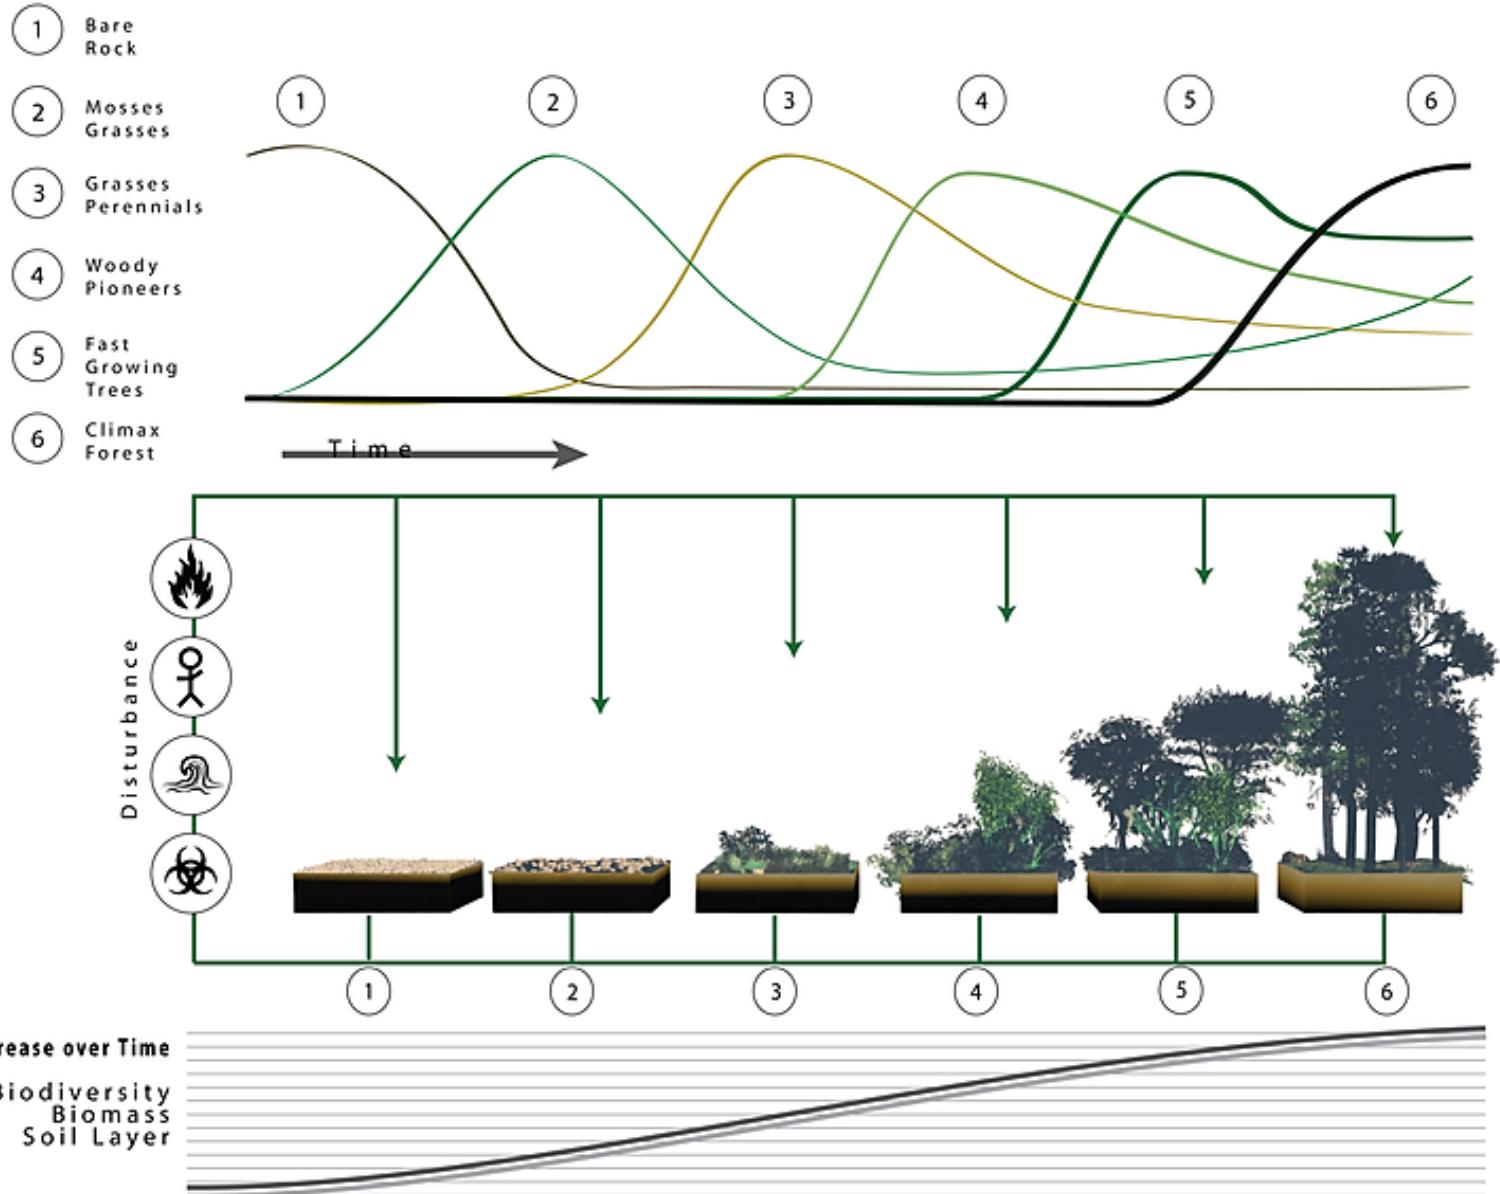 1 Bare
Rock
2 Mosses
Grasses
3 Grasses
Perennials
4 Woody
Pioneers
5 Fast
Growing
Trees
6 Climax
Forest
1 2 3 4 5 6
Time
Disturbance
1 2 3 4 5 6
rease over Time
Biodiversity
Biomass
Soil Layer